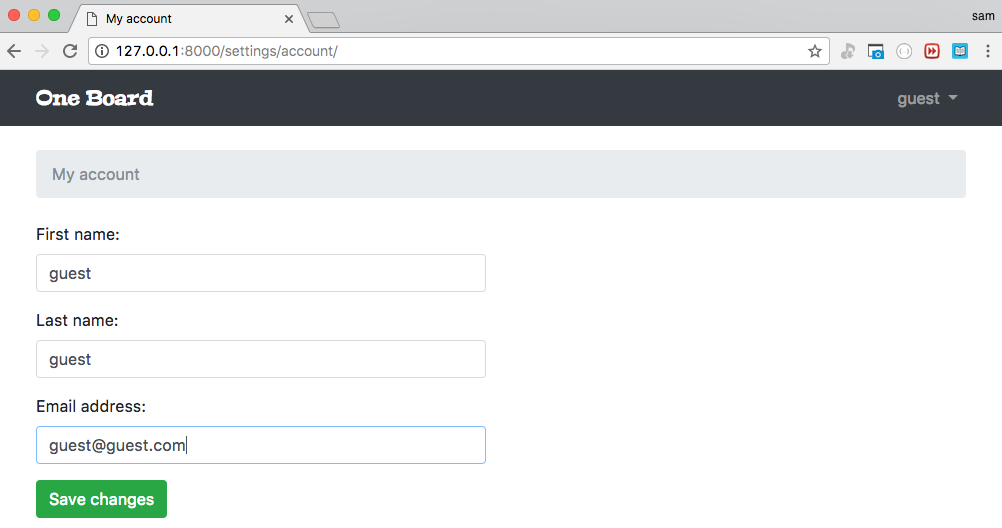 My account
sam
127.0.0.1:8000/settings/account/
One Board
guest
My account
First name:
guest
Last name:
guest
Email address:
guest@guest.com
Save changes